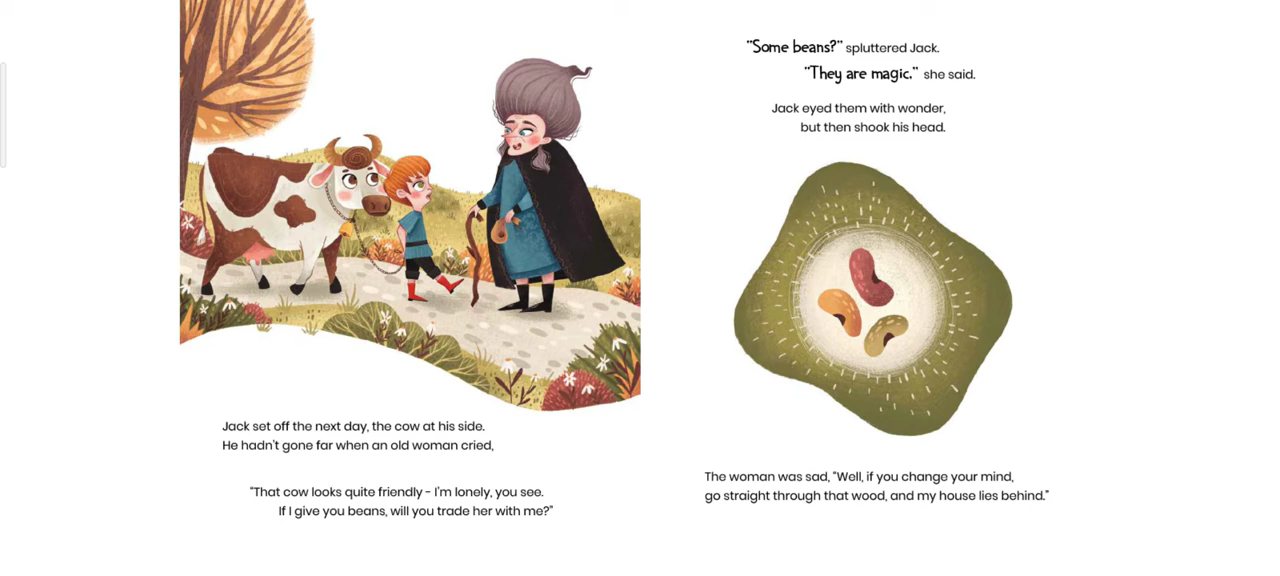 Jack set off the next day, the cow at his side.
He hadn't gone far when an old woman cried,
"That cow looks quite friendly – I'm lonely, you see.
If I give you beans, will you trade her with me?"
"Some beans?" spluttered Jack.
"They are magic." she said.
Jack eyed them with wonder,
but then shook his head.
The woman was sad, "Well, if you change your mind,
go straight through that wood, and my house lies behind."